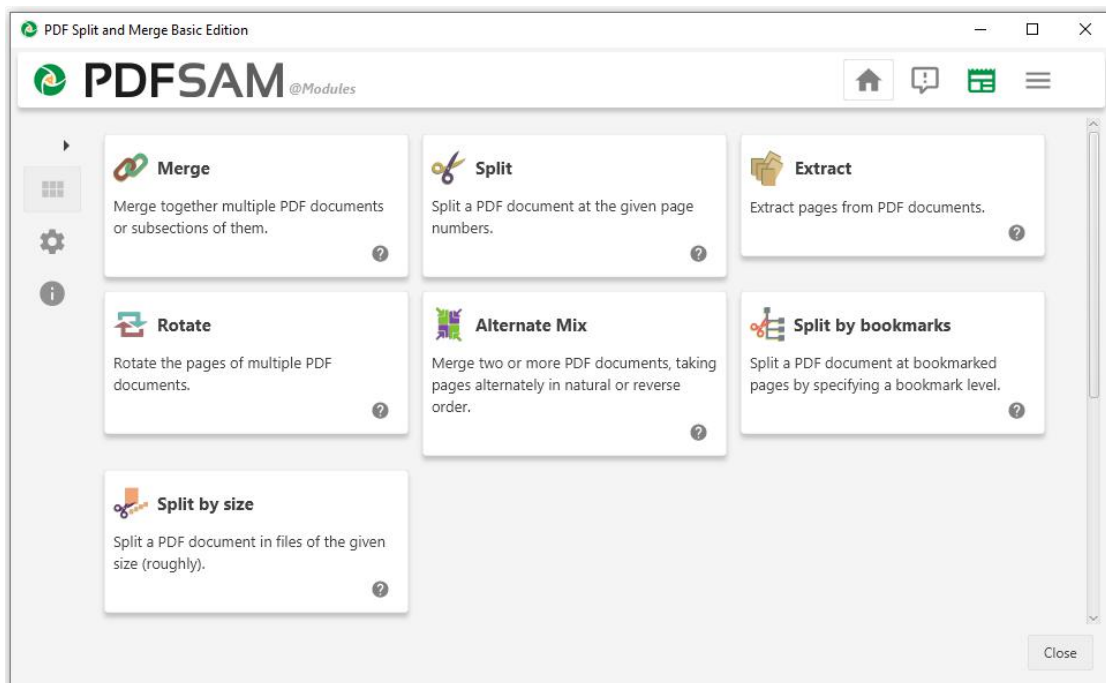 PDF Split and Merge Basic Edition
PDFSAM @Modules
Merge
Merge together multiple PDF documents
or subsections of them.
Split
Split a PDF document at the given page
numbers.
Extract
Extract pages from PDF documents.
Rotate
Rotate the pages of multiple PDF
documents.
Alternate Mix
Merge two or more PDF documents, taking
pages alternately in natural or reverse
order.
Split by bookmarks
Split a PDF document at bookmarked
pages by specifying a bookmark level.
Split by size
Split a PDF document in files of the given
size (roughly).
Close